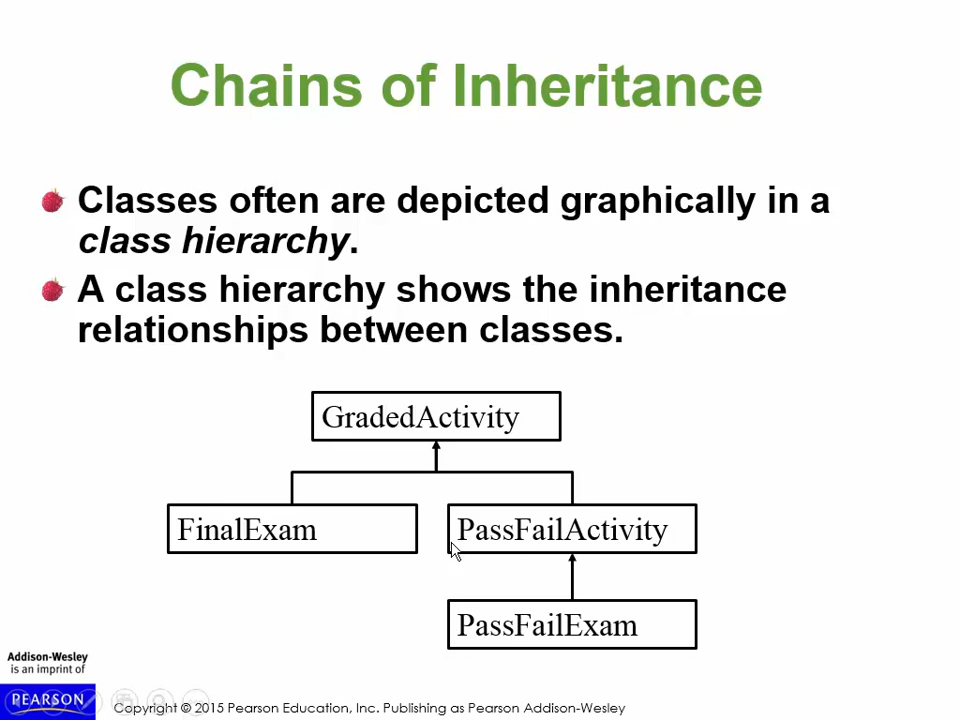 Chains of Inheritance
Classes often are depicted graphically in a
class hierarchy.
A class hierarchy shows the inheritance
relationships between classes.
GradedActivity
FinalExam
PassFailActivity
PassFailExam
Addison-Wesley
is an imprint of
PEARSON
Copyright © 2015 Pearson Education, Inc. Publishing as Pearson Addison-Wesley